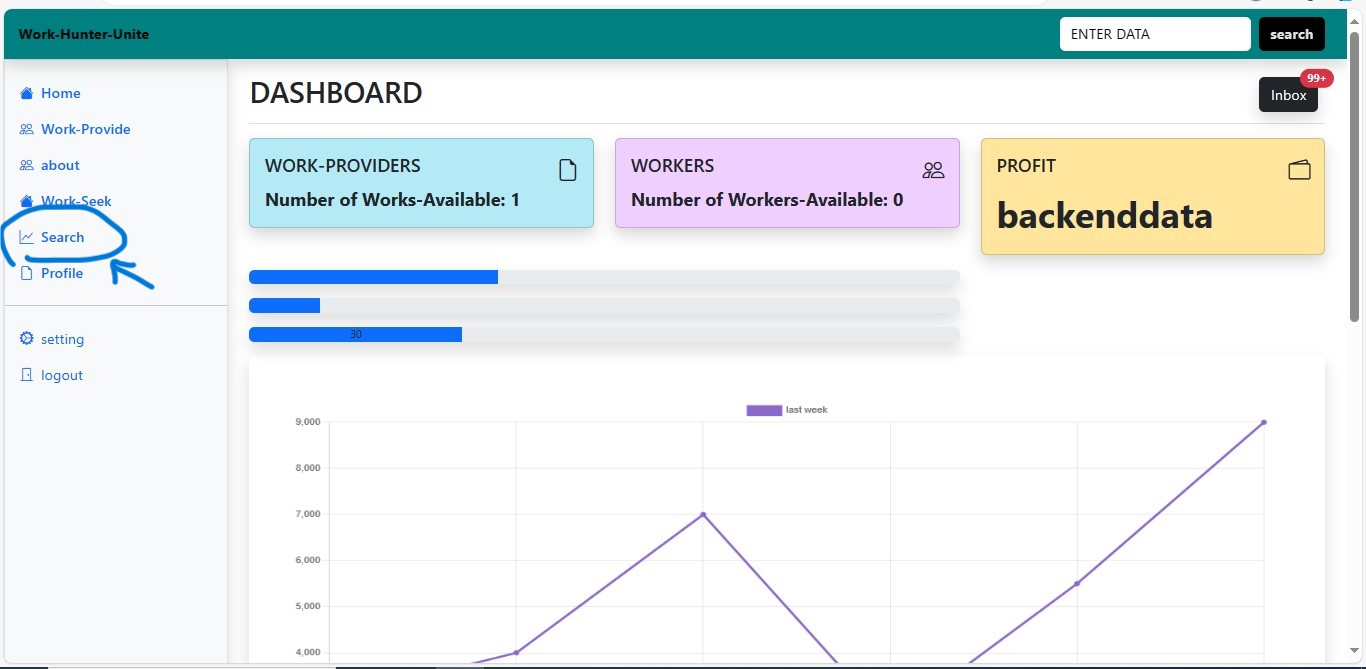 Work-Hunter-Unite
ENTER DATA
search
Home
Work-Provide
about
Work-Seek
Search
Profile
setting
logout
DASHBOARD
Inbox
99+
WORK-PROVIDERS
Number of Works-Available: 1
WORKERS
Number of Workers-Available: 0
PROFIT
backenddata
30
last week
9,000
8,000
7,000
6,000
5,000
4,000